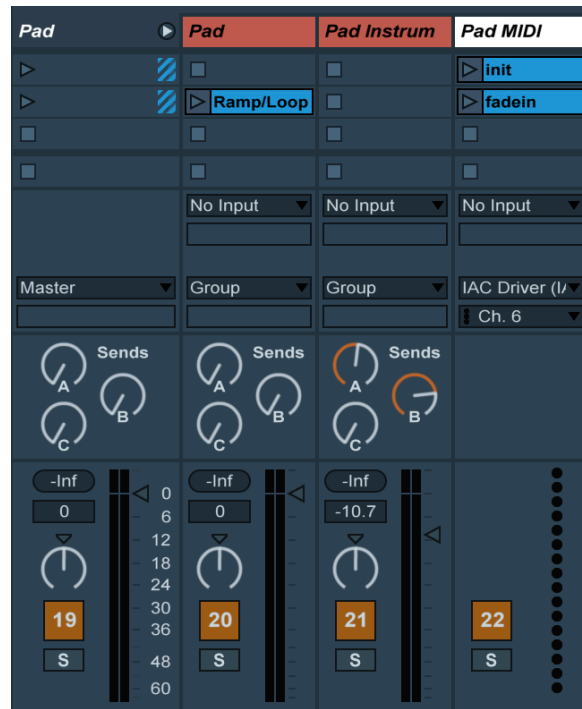 Pad Pad Pad Instrum Pad MIDI
init
Ramp/Loop fadein
No Input No Input No Input
Master Group Group IAC Driver (I
Ch. 6
Sends Sends Sends
A A A
B B B
C C C
-Inf -Inf -Inf
0 0 0 -10.7
6
12
18
24
30
19 20 21 22
36
S S S S
48
60